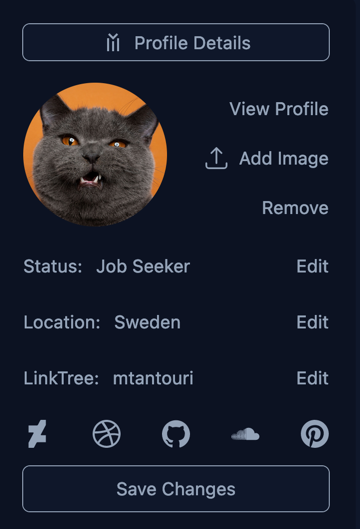 Profile Details
View Profile
Add Image
Remove
Status: Job Seeker Edit
Location: Sweden Edit
LinkTree: mtantouri Edit
Save Changes